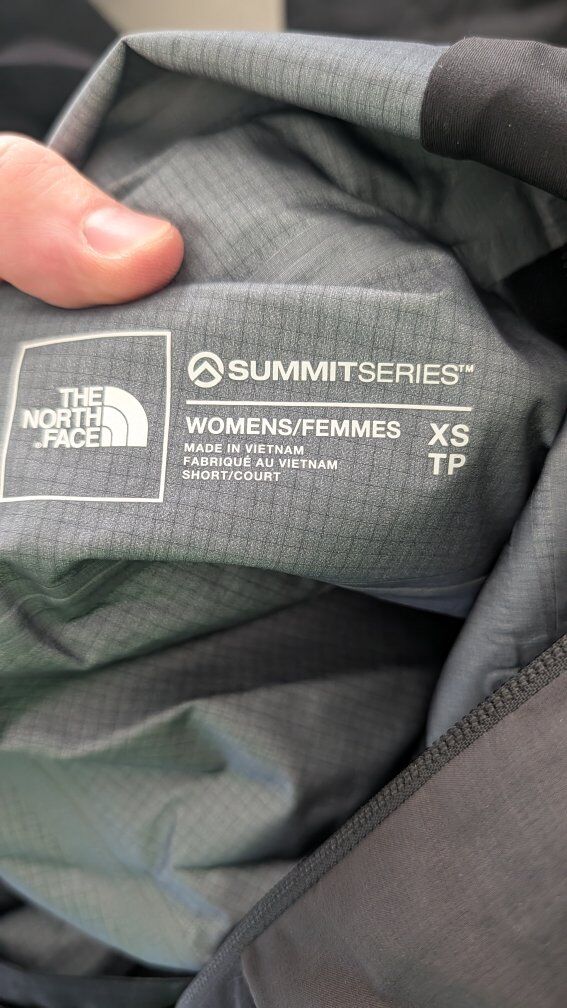 THE
NORTH
FACE
SUMMITSERIES™
WOMENS/FEMMES XS
MADE IN VIETNAM TP
FABRIQUÉ AU VIETNAM
SHORT/COURT